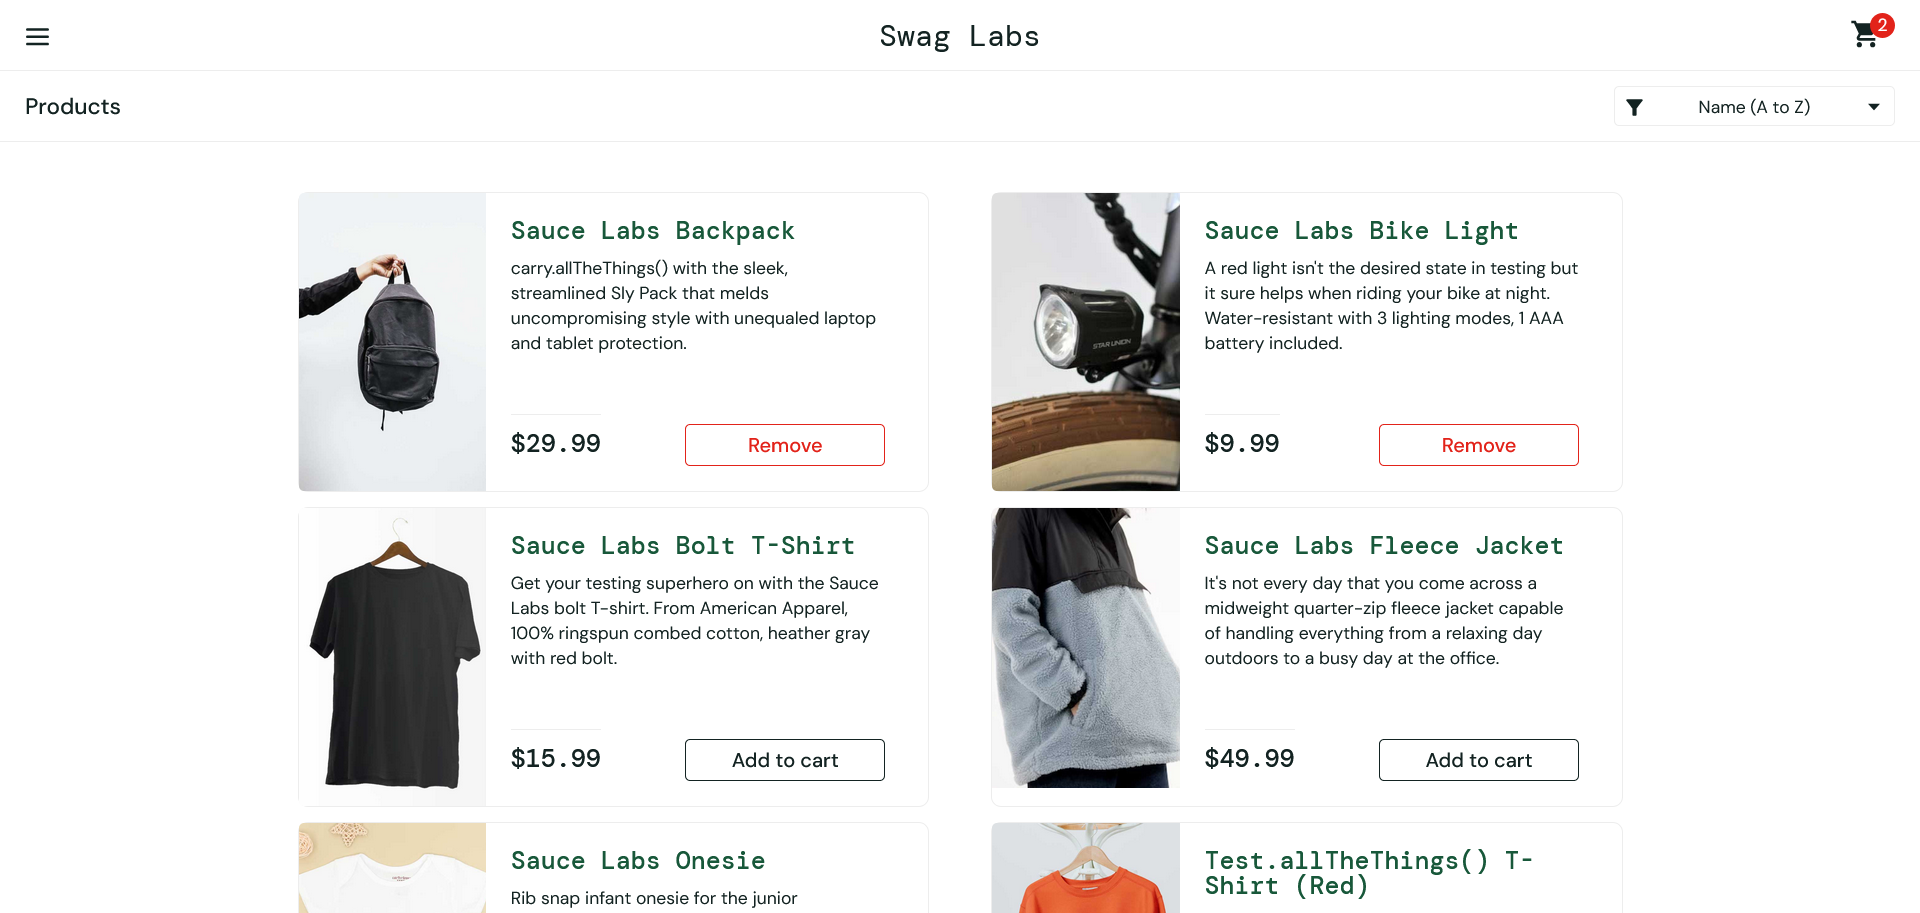 Swag Labs
2
Products
Name (A to Z)
Sauce Labs Backpack
carry.allTheThings() with the sleek,
streamlined Sly Pack that melds
uncompromising style with unequaled laptop
and tablet protection.
$29.99
Remove
Sauce Labs Bike Light
A red light isn't the desired state in testing but
it sure helps when riding your bike at night.
Water-resistant with 3 lighting modes, 1 AAA
battery included.
STAR UNION
$9.99
Remove
Sauce Labs Bolt T-Shirt
Get your testing superhero on with the Sauce
Labs bolt T-shirt. From American Apparel,
100% ringspun combed cotton, heather gray
with red bolt.
$15.99
Add to cart
Sauce Labs Fleece Jacket
It's not every day that you come across a
midweight quarter-zip fleece jacket capable
of handling everything from a relaxing day
outdoors to a busy day at the office.
$49.99
Add to cart
Sauce Labs Onesie
Rib snap infant onesie for the junior
Test.allTheThings() T-
Shirt (Red)